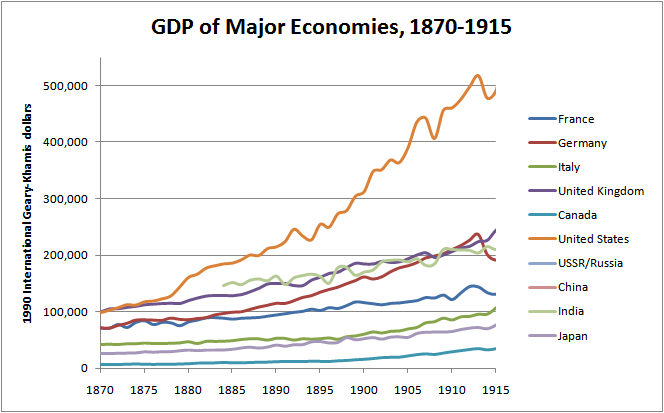 GDP of Major Economies, 1870-1915
1990 International Geary-Khamis dollars
500,000
400,000
300,000
200,000
100,000
0
1870 1875 1880 1885 1890 1895 1900 1905 1910 1915
France
Germany
Italy
United Kingdom
Canada
United States
USSR/Russia
China
India
Japan